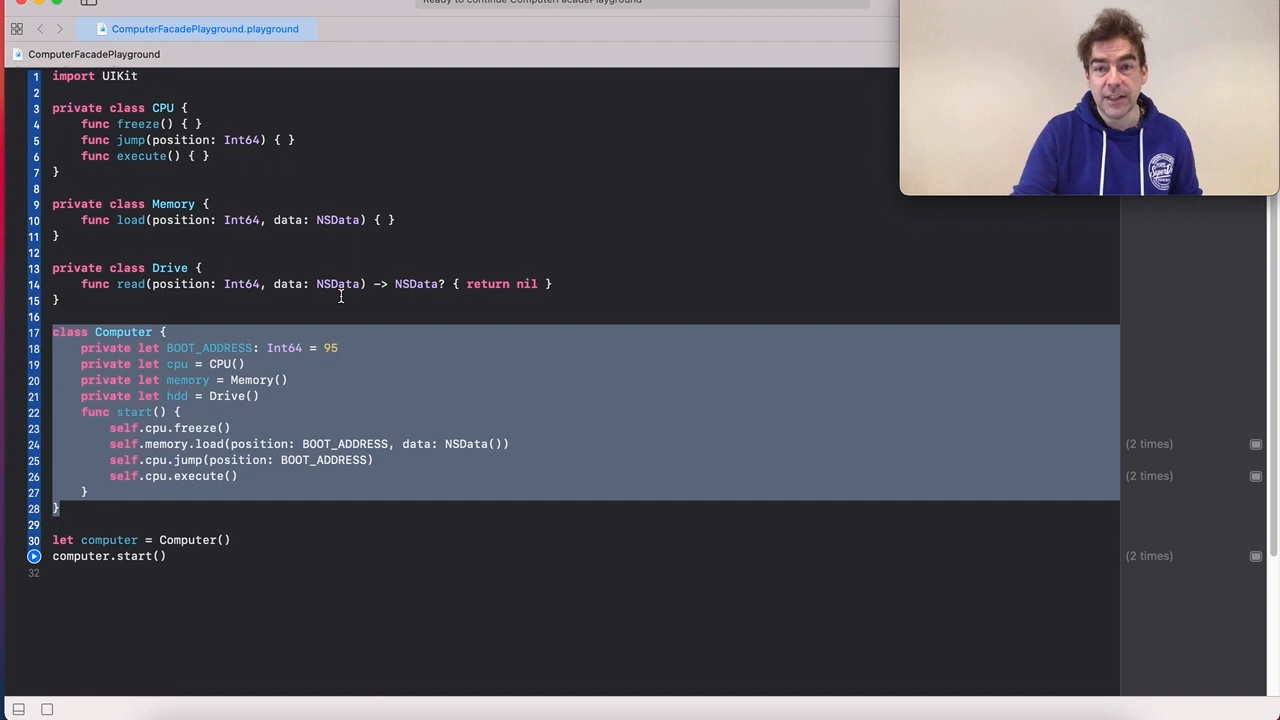 Ready to continue ComputerFacadePlayground
ComputerFacadePlayground.playground
ComputerFacadePlayground
1 import UIKit
2
3 private class CPU {
4 func freeze() { }
5 func jump(position: Int64) { }
6 func execute() { }
7 }
8
9 private class Memory {
10 func load(position: Int64, data: NSData) { }
11 }
12
13 private class Drive {
14 func read(position: Int64, data: NSData) -> NSData? { return nil }
15 }
16
17 class Computer {
18 private let BOOT_ADDRESS: Int64 = 95
19 private let cpu = CPU()
20 private let memory = Memory()
21 private let hdd = Drive()
22 func start() {
23 self.cpu.freeze()
24 self.memory.load(position: BOOT_ADDRESS, data: NSData()) (2 times)
25 self.cpu.jump(position: BOOT_ADDRESS)
26 self.cpu.execute() (2 times)
27 }
28 }
29
30 let computer = Computer()
computer.start() (2 times)
32